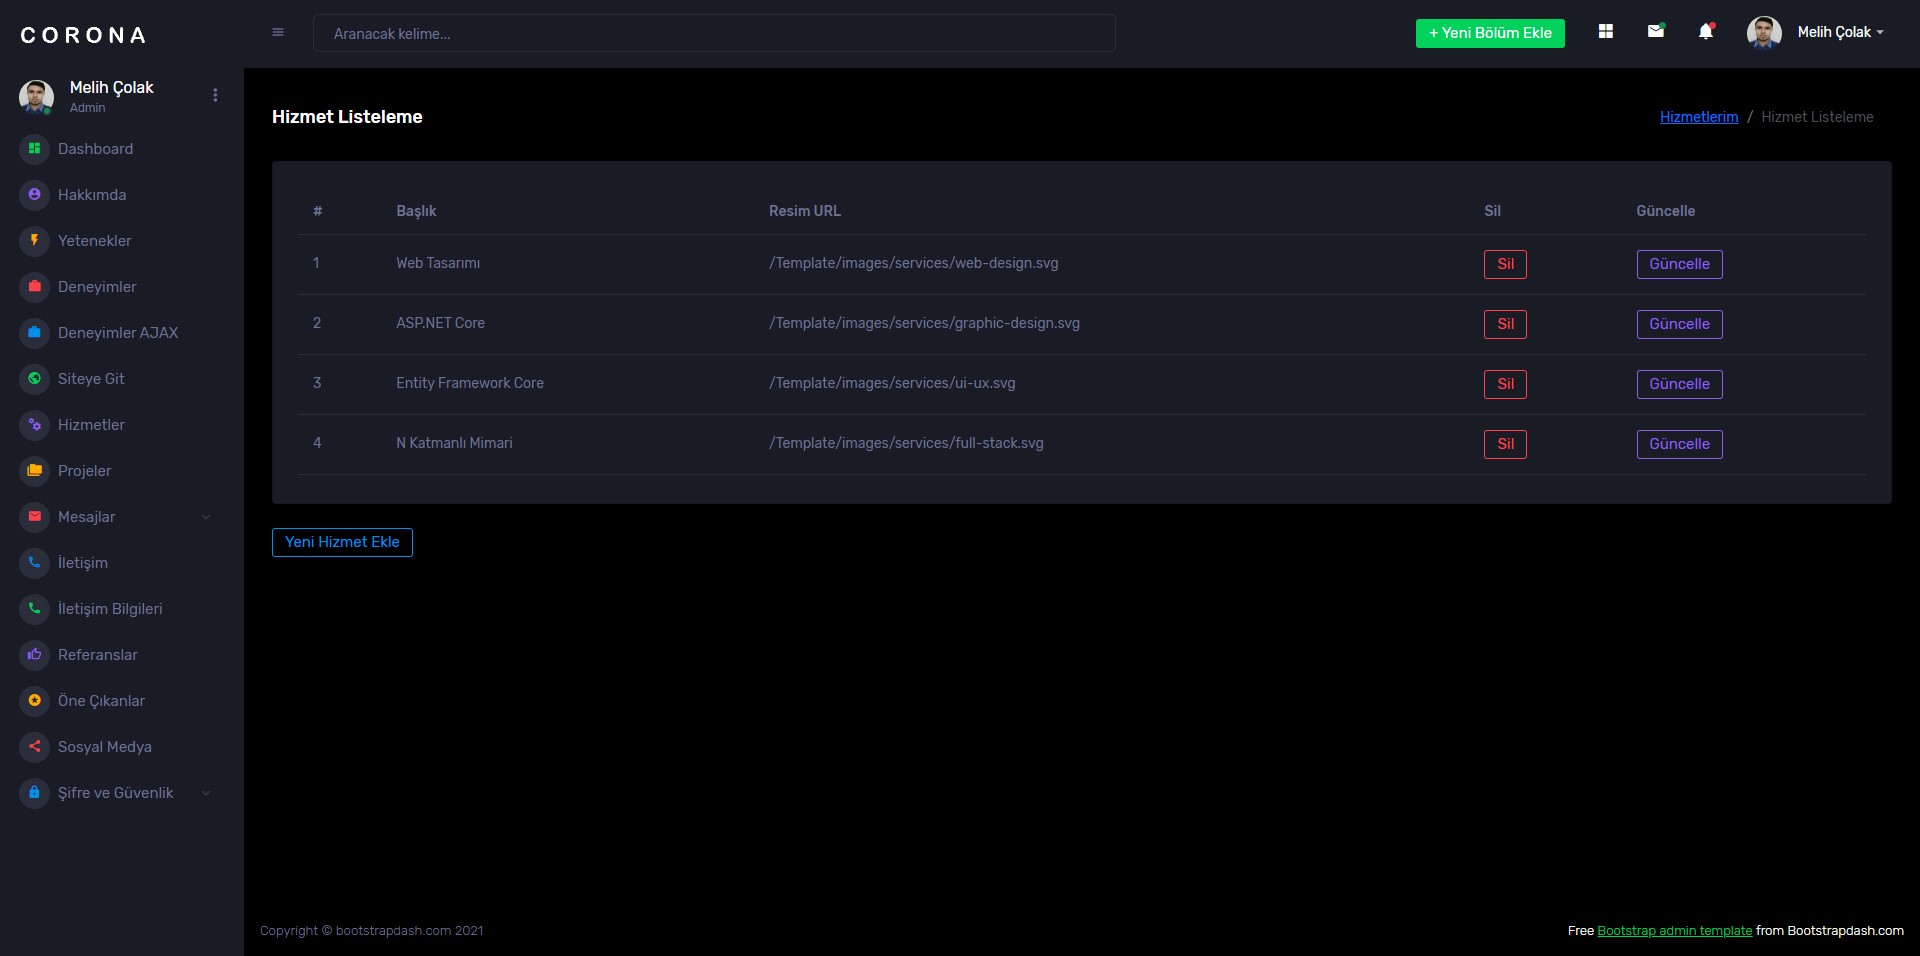 CORONA
Aranacak kelime...
+ Yeni Bölüm Ekle
Melih Çolak
Melih Çolak
Admin
Dashboard
Hakkımda
Yetenekler
Deneyimler
Deneyimler AJAX
Siteye Git
Hizmetler
Projeler
Mesajlar
İletişim
İletişim Bilgileri
Referanslar
Öne Çıkanlar
Sosyal Medya
Şifre ve Güvenlik
Hizmet Listeleme
Hizmetlerim / Hizmet Listeleme
# Başlık Resim URL Sil Güncelle
1 Web Tasarımı /Template/images/services/web-design.svg Sil Güncelle
2 ASP.NET Core /Template/images/services/graphic-design.svg Sil Güncelle
3 Entity Framework Core /Template/images/services/ui-ux.svg Sil Güncelle
4 N Katmanlı Mimari /Template/images/services/full-stack.svg Sil Güncelle
Yeni Hizmet Ekle
Copyright © bootstrapdash.com 2021
Free Bootstrap admin template from Bootstrapdash.com